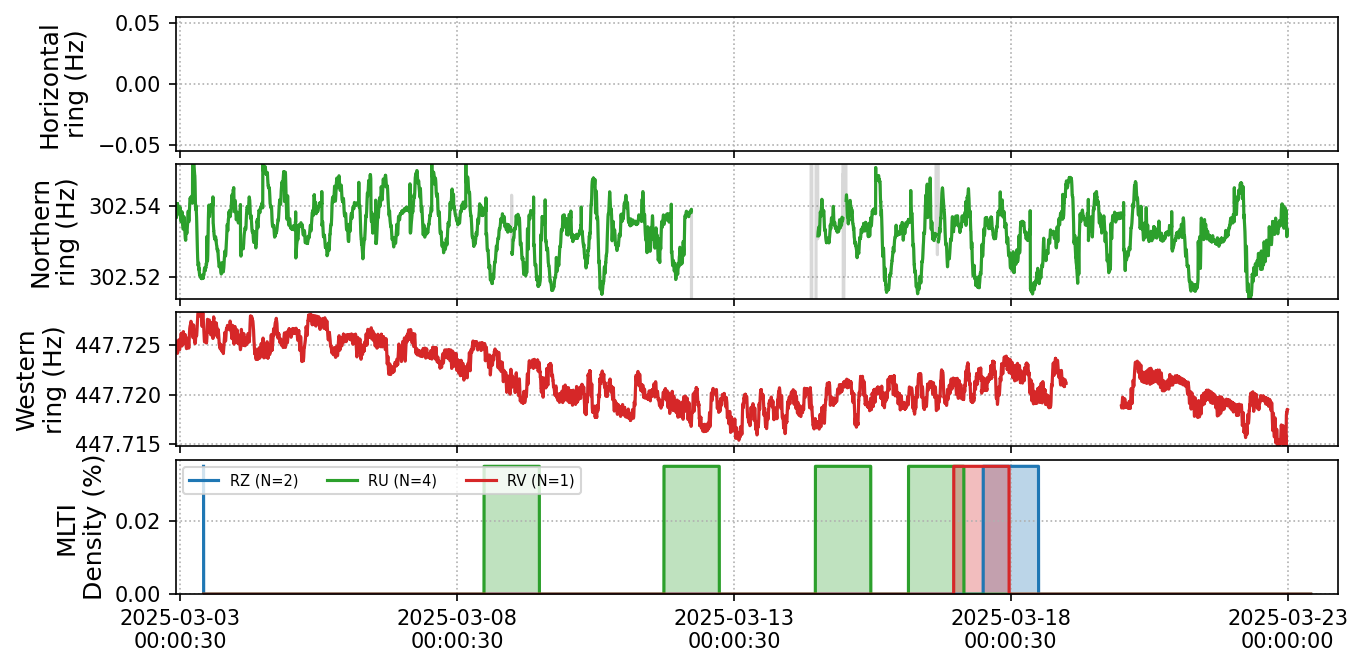 Horizontal
ring (Hz)
0.05
0.00
−0.05
Northern
ring (Hz)
302.54
302.52
Western
ring (Hz)
447.725
447.720
447.715
MLTI
Density (%)
0.02
0.00
RZ (N=2)
RU (N=4)
RV (N=1)
2025-03-03
00:00:30
2025-03-08
00:00:30
2025-03-13
00:00:30
2025-03-18
00:00:30
2025-03-23
00:00:00